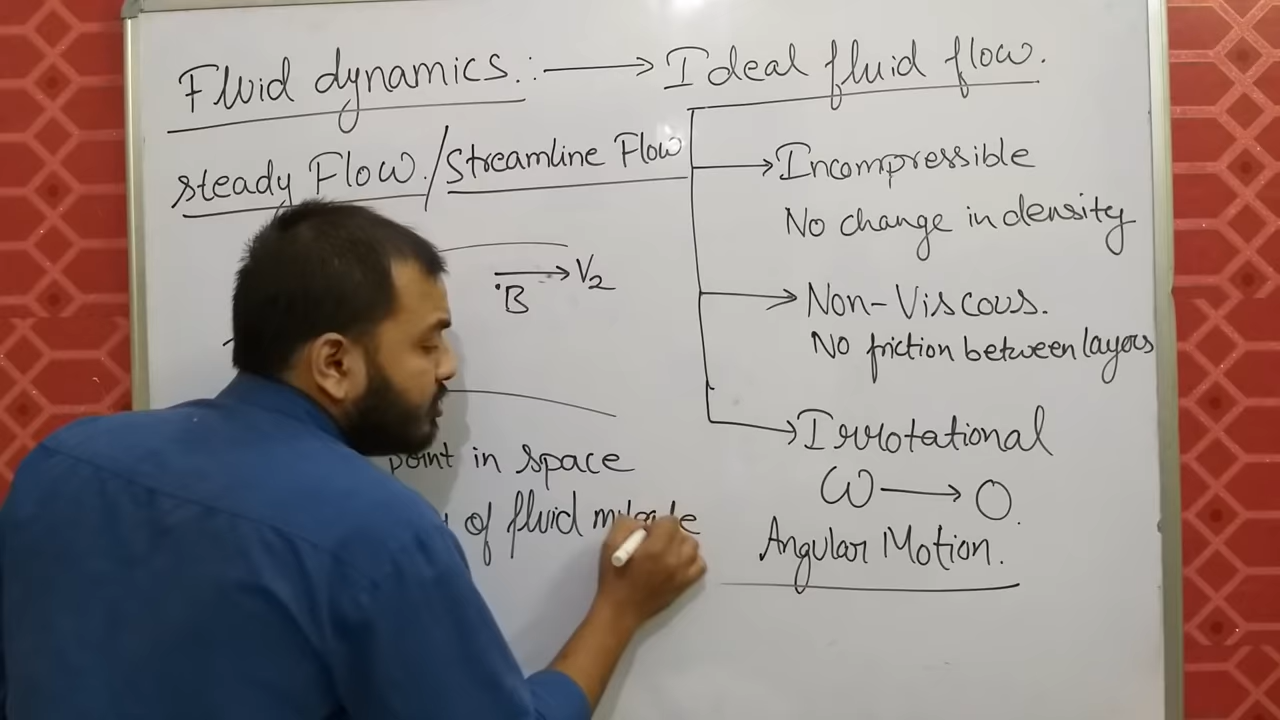 Fluid dynamics. : → Ideal fluid flow.
steady Flow. / Streamline Flow
→ V2
.B
point in space
of fluid
→ Incompressible
No change in density
→ Non-Viscous.
No friction between layers
→ Irrotational
ω → 0.
Angular Motion.